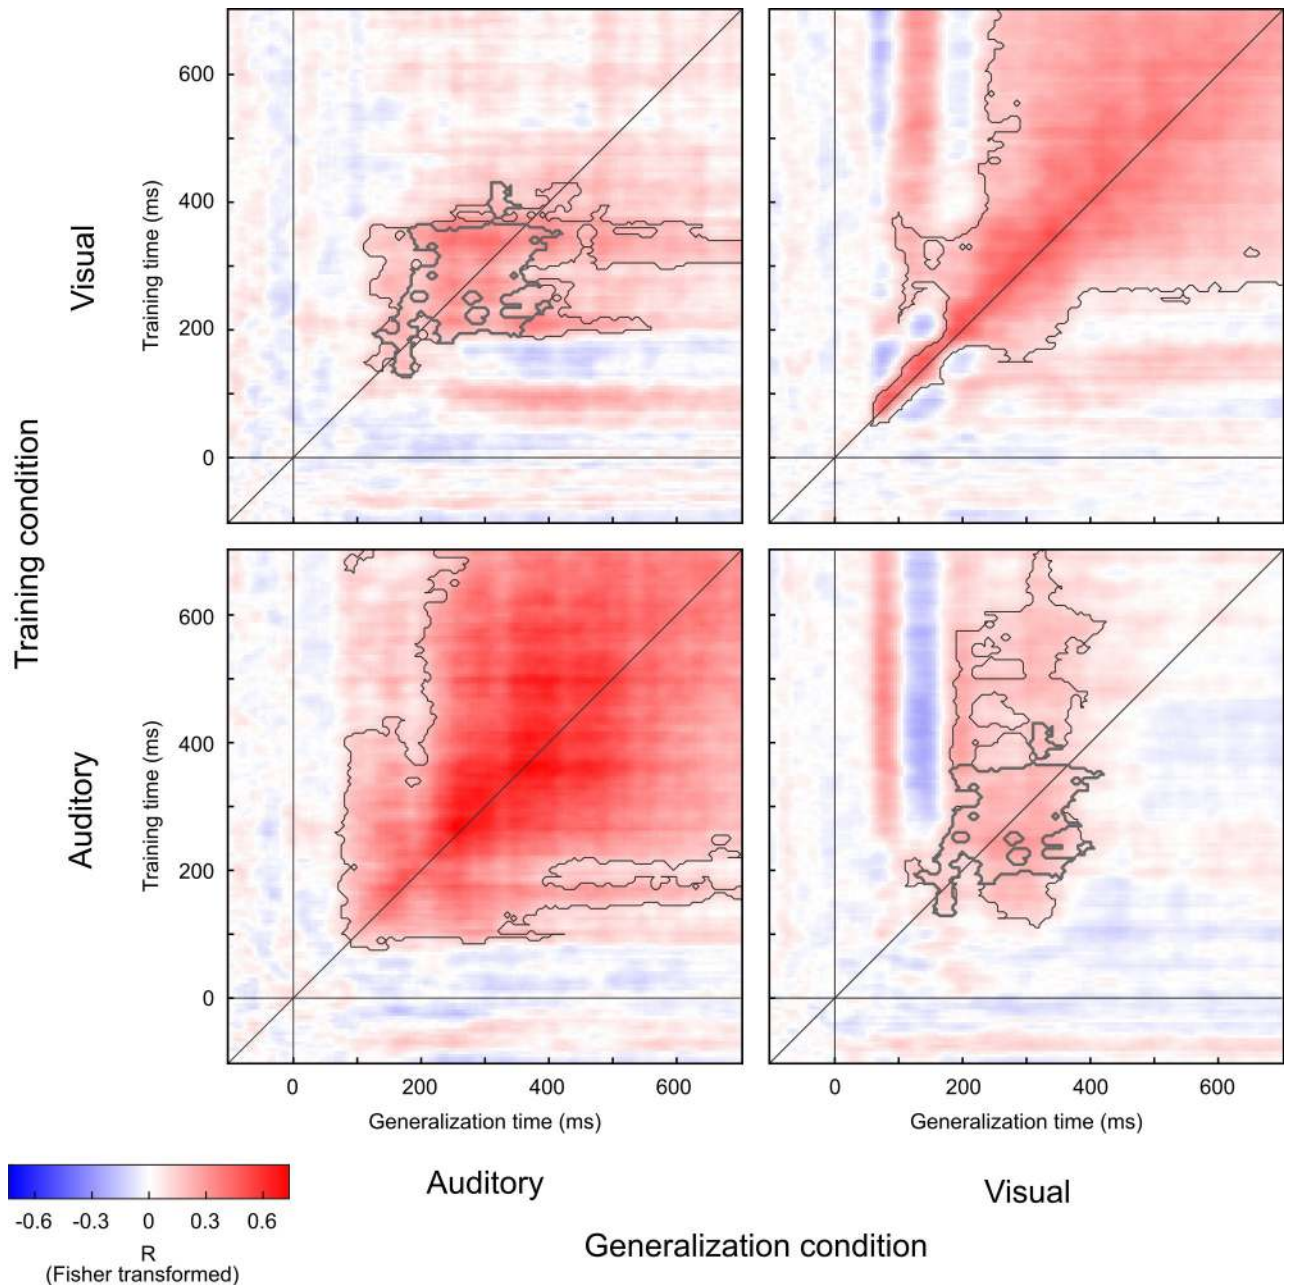 Training condition
Visual
Training time (ms)
600
400
200
0
Auditory
Training time (ms)
600
400
200
0
0 200 400 600
Generalization time (ms)
0 200 400 600
Generalization time (ms)
Auditory
Visual
Generalization condition
-0.6 -0.3 0 0.3 0.6
R
(Fisher transformed)